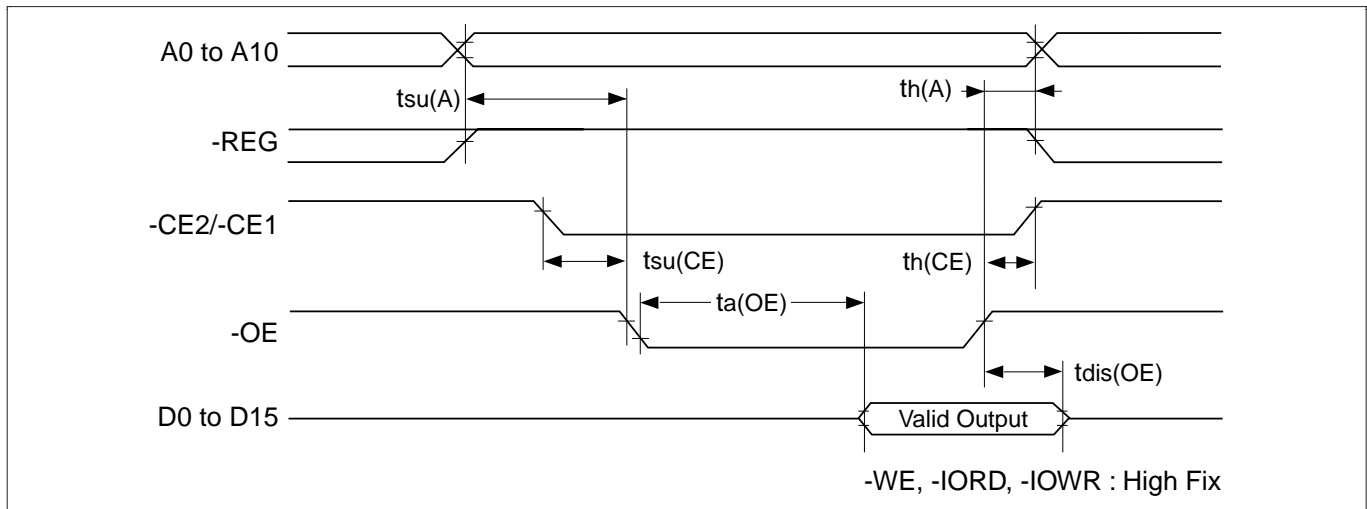 A0 to A10
tsu(A)
th(A)
-REG
-CE2/-CE1
tsu(CE)
th(CE)
ta(OE)
-OE
tdis(OE)
D0 to D15
Valid Output
-WE, -IORD, -IOWR : High Fix